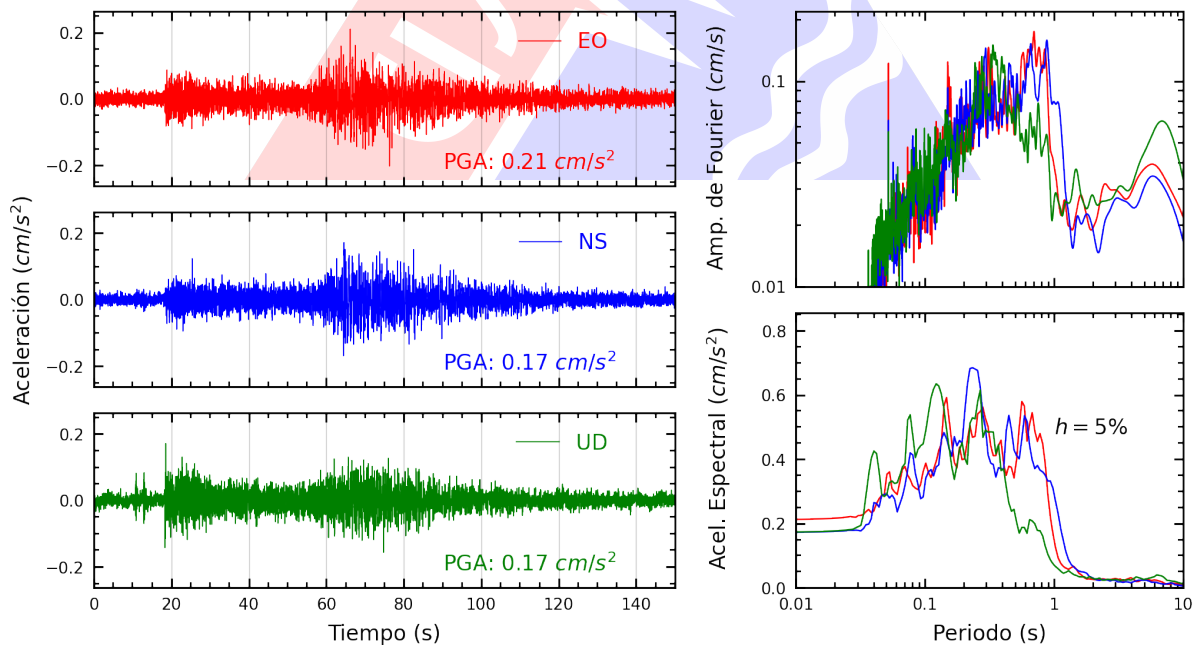 Aceleración (cm/s²)
0.2
0.0
−0.2
EO
PGA: 0.21 cm/s²
0.2
0.0
−0.2
NS
PGA: 0.17 cm/s²
0.2
0.0
−0.2
UD
PGA: 0.17 cm/s²
0 20 40 60 80 100 120 140
Tiempo (s)
Amp. de Fourier (cm/s)
0.1
0.01
Acel. Espectral (cm/s²)
0.8
0.6
0.4
0.2
0.0
h = 5%
0.01 0.1 1 10
Periodo (s)